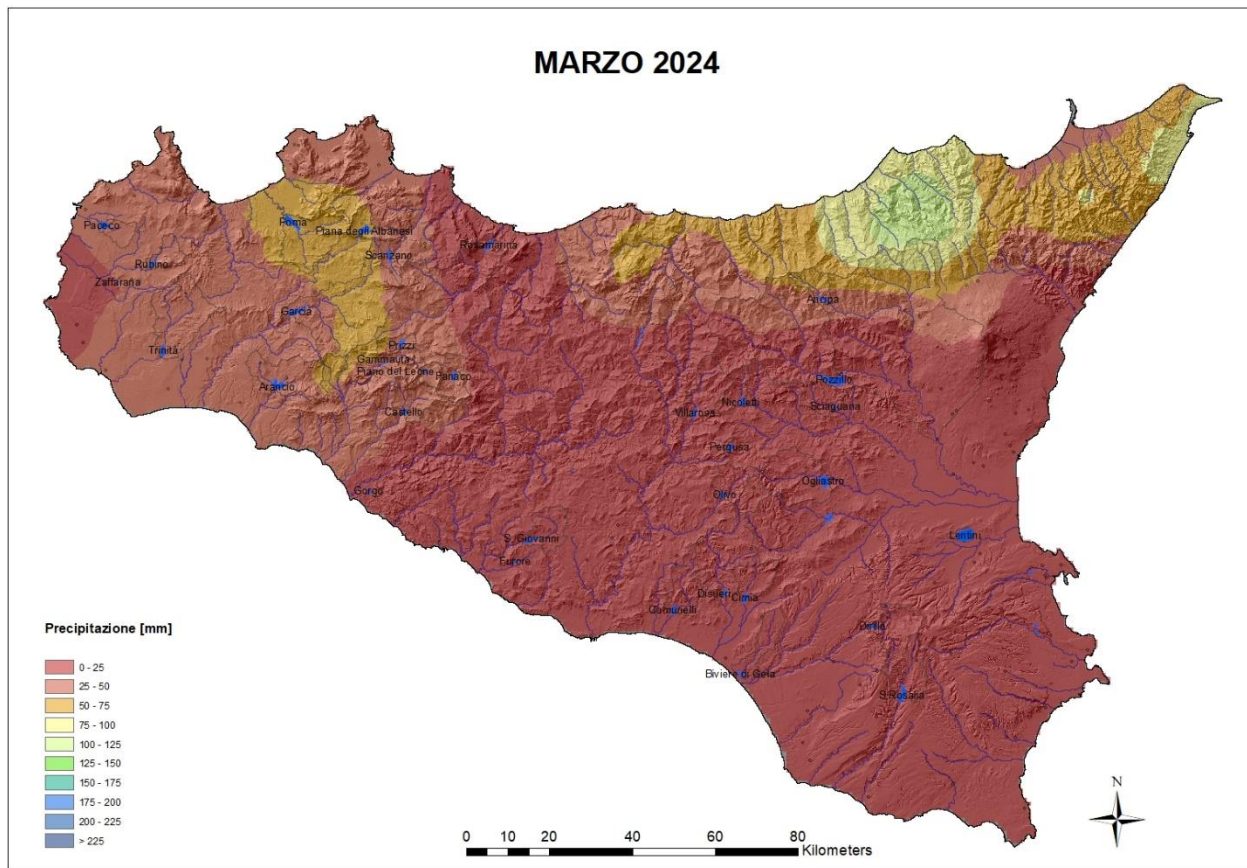 MARZO 2024
Poma
Paceco
Piana degli Albanesi
Rosamarina
Scanzano
Rubino
Zaffarana
Ancipa
Garcia
Prizzi
Trinità
Gammauta
Piano del Leone
Fanaco
Arancio
Pozzillo
Nicoletti
Sciaguana
Castello
Villarosa
Pergusa
Ogliastro
Gorgo
Olivo
Lentini
S. Giovanni
Furore
Disueri
Cimia
Comunelli
Dirillo
Biviere di Gela
S.Rosalia
Precipitazione [mm]
0 - 25
25 - 50
50 - 75
75 - 100
100 - 125
125 - 150
150 - 175
175 - 200
200 - 225
> 225
N
0 5 10 20 40 60 80
Kilometers